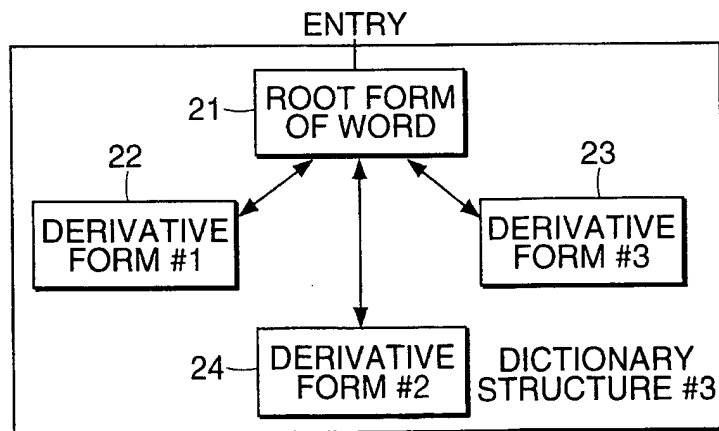 ENTRY
21
ROOT FORM
OF WORD
22
DERIVATIVE
FORM #1
23
DERIVATIVE
FORM #3
24
DERIVATIVE
FORM #2
DICTIONARY
STRUCTURE #3